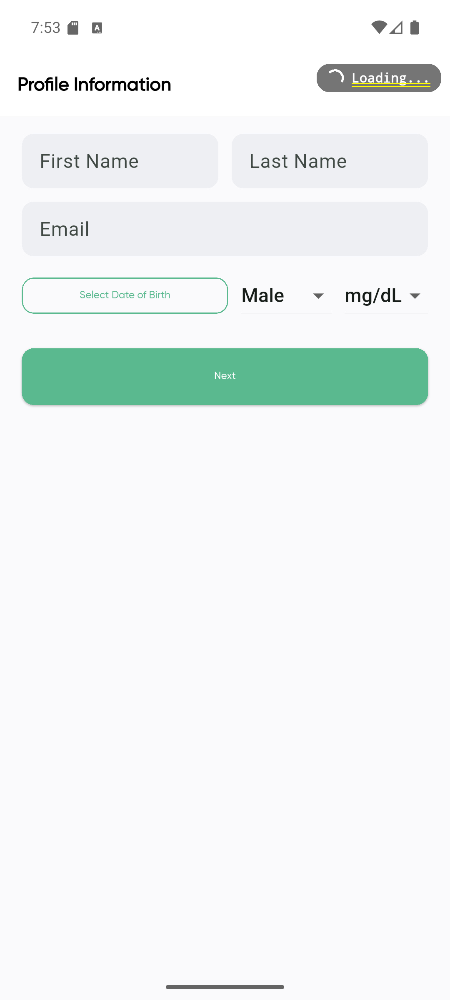 7:53
Profile Information
Loading...
First Name
Last Name
Email
Select Date of Birth
Male
mg/dL
Next